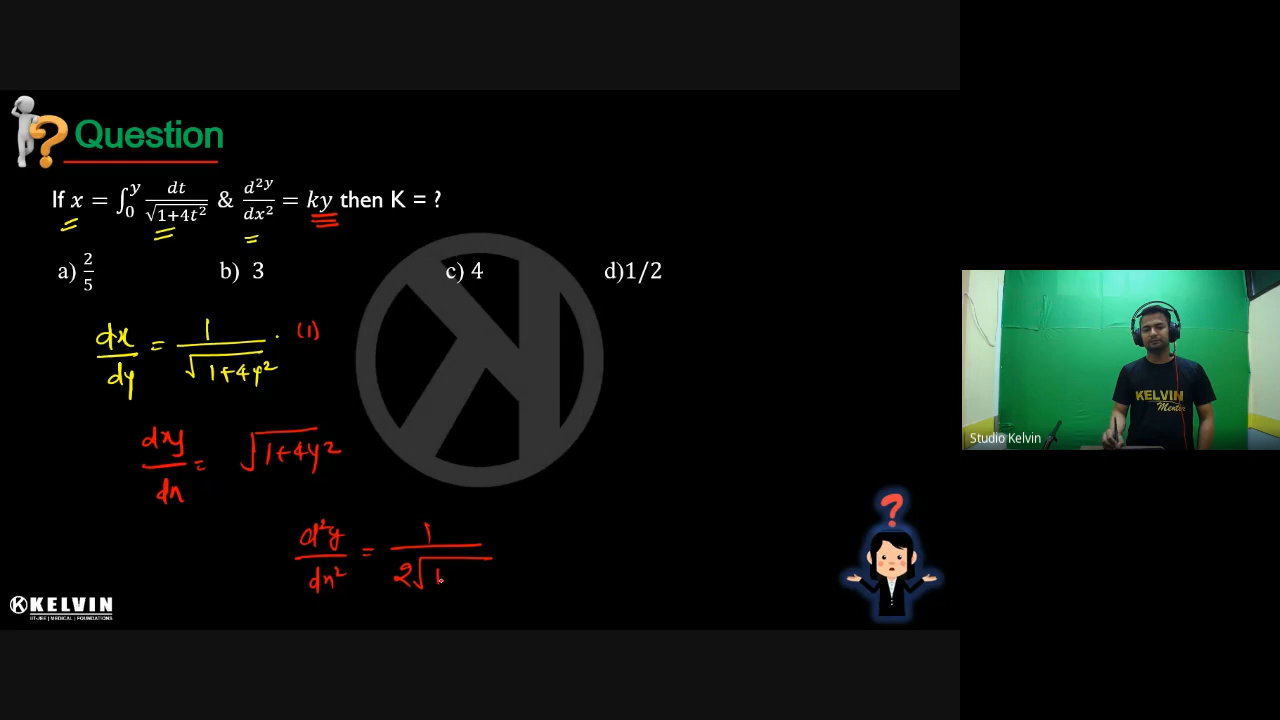 Question
If x = ∫₀ʸ dt/√(1+4t²) & d²y/dx² = ky then K = ?
a) 2/5 b) 3 c) 4 d)1/2
dx/dy = 1/√(1+4y²) . (1)
dy/dx = √(1+4y²)
d²y/dx² = 1/2√1
KELVIN
IIT-JEE | MEDICAL | FOUNDATIONS
KELVIN
Mentor
Studio Kelvin